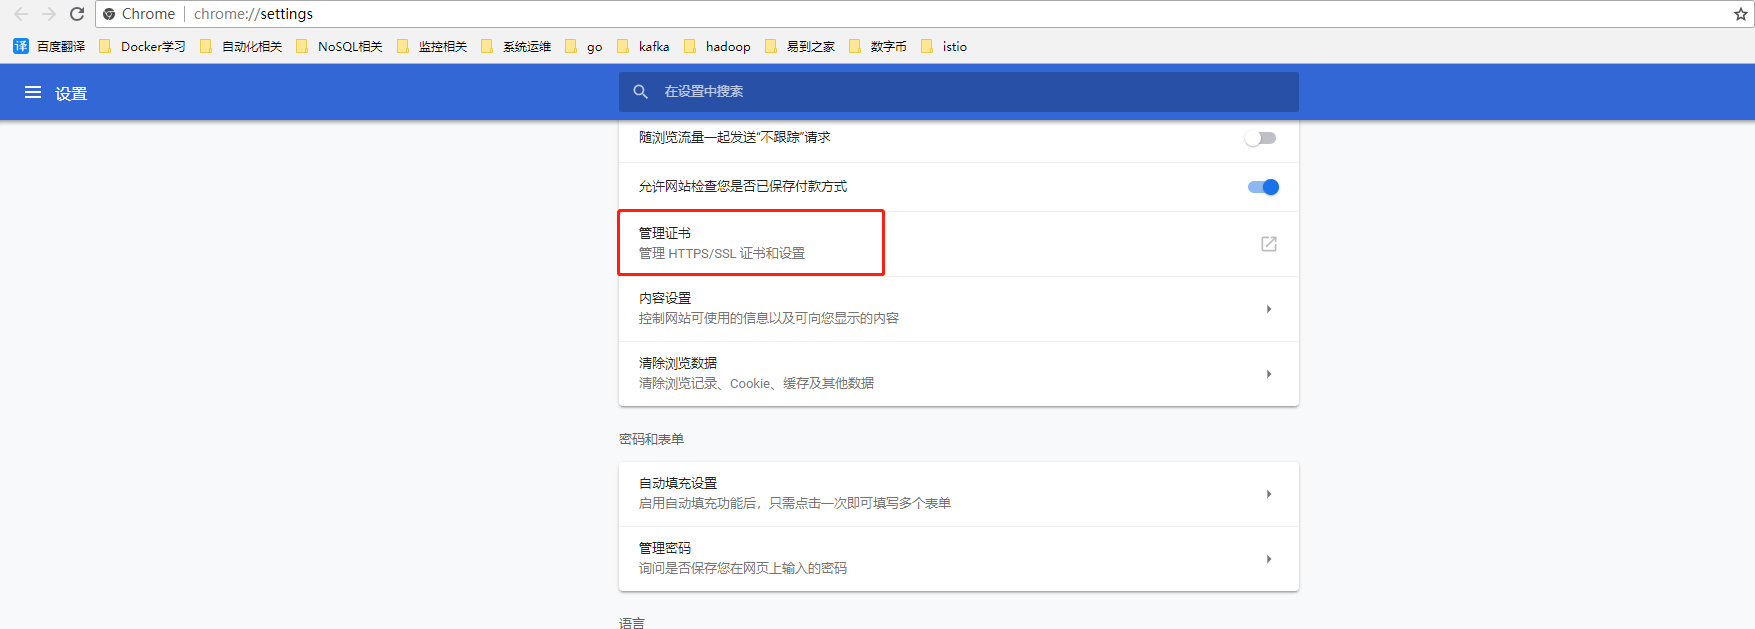 Chrome | chrome://settings
译 百度翻译 Docker学习 自动化相关 NoSQL相关 监控相关 系统运维 go kafka hadoop 易到之家 数字币 istio
设置 在设置中搜索
随浏览流量一起发送“不跟踪”请求
允许网站检查您是否已保存付款方式
管理证书
管理 HTTPS/SSL 证书和设置
内容设置
控制网站可使用的信息以及可向您显示的内容
清除浏览数据
清除浏览记录、Cookie、缓存及其他数据
密码和表单
自动填充设置
启用自动填充功能后，只需点击一次即可填写多个表单
管理密码
询问是否保存您在网页上输入的密码
语言